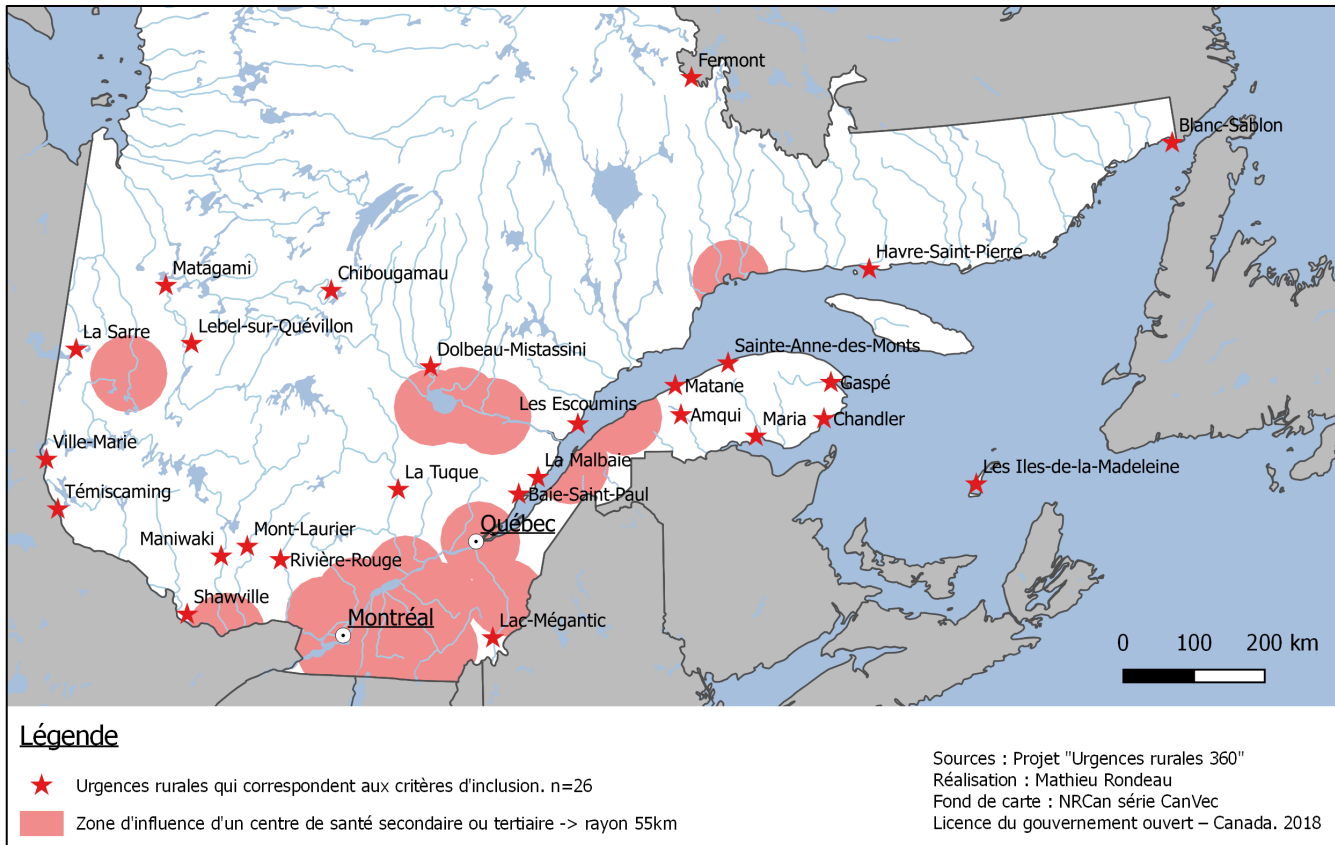 Fermont
Blanc-Sablon
Havre-Saint-Pierre
Matagami
Chibougamau
La Sarre
Lebel-sur-Quévillon
Dolbeau-Mistassini
Sainte-Anne-des-Monts
Matane
Gaspé
Les Escoumins
Amqui
Maria
Chandler
Ville-Marie
La Tuque
La Malbaie
Les Iles-de-la-Madeleine
Témiscaming
Baie-Saint-Paul
Québec
Maniwaki
Mont-Laurier
Rivière-Rouge
Shawville
Montréal
Lac-Mégantic
0 100 200 km
Légende
Urgences rurales qui correspondent aux critères d'inclusion. n=26
Zone d'influence d'un centre de santé secondaire ou tertiaire -> rayon 55km
Sources : Projet "Urgences rurales 360"
Réalisation : Mathieu Rondeau
Fond de carte : NRCan série CanVec
Licence du gouvernement ouvert – Canada. 2018